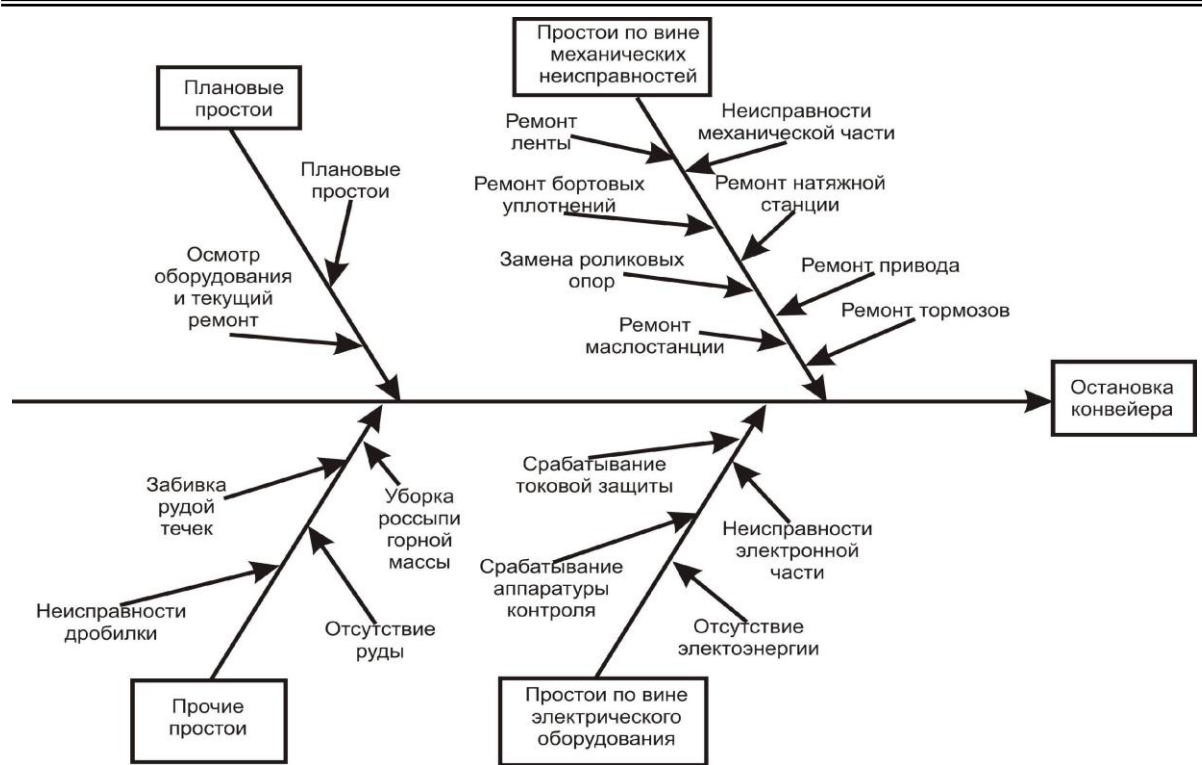 Простои по вине
механических
неисправностей
Плановые
простои
Ремонт
ленты
Неисправности
механической части
Плановые
простои
Ремонт бортовых
уплотнений
Ремонт натяжной
станции
Осмотр
оборудования
и текущий
ремонт
Замена роликовых
опор
Ремонт привода
Ремонт
маслостанции
Ремонт тормозов
Остановка
конвейера
Забивка
рудой
течек
Уборка
россыпи
горной
массы
Срабатывание
токовой защиты
Неисправности
электронной
части
Неисправности
дробилки
Отсутствие
руды
Срабатывание
аппаратуры
контроля
Отсутствие
электоэнергии
Прочие
простои
Простои по вине
электрического
оборудования